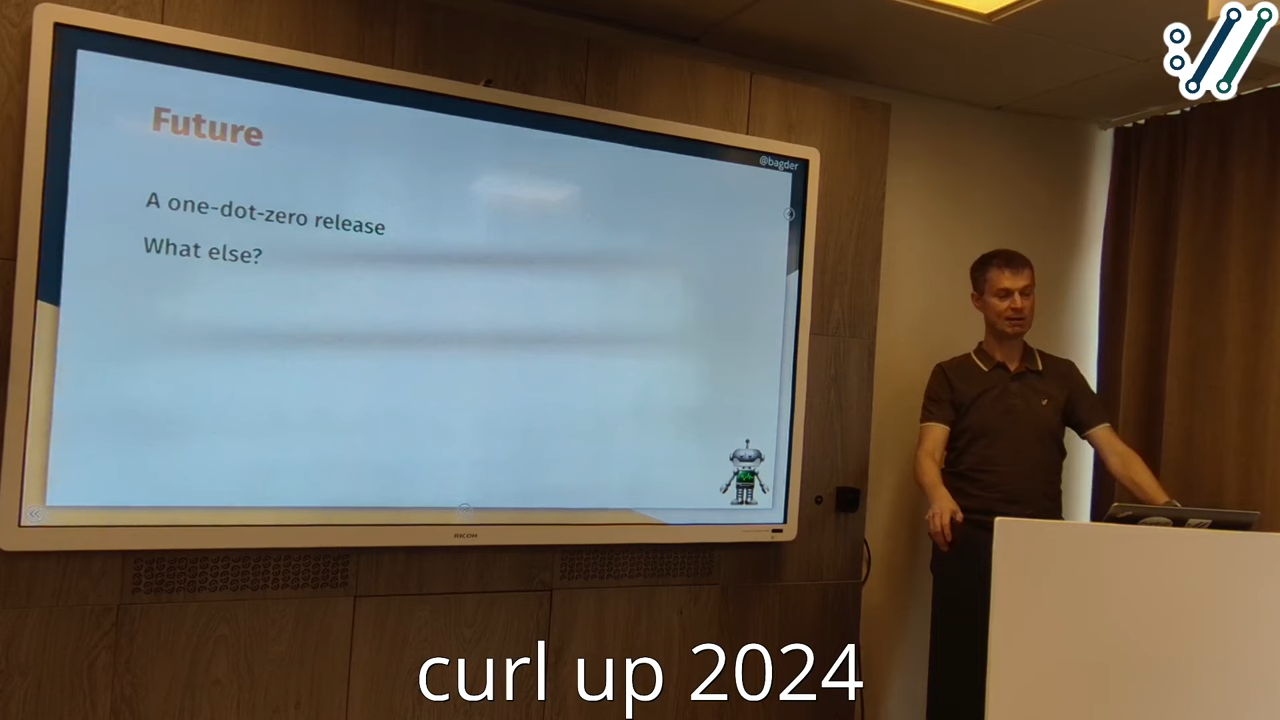 Future
@bagder
A one-dot-zero release
What else?
RICOH
curl up 2024